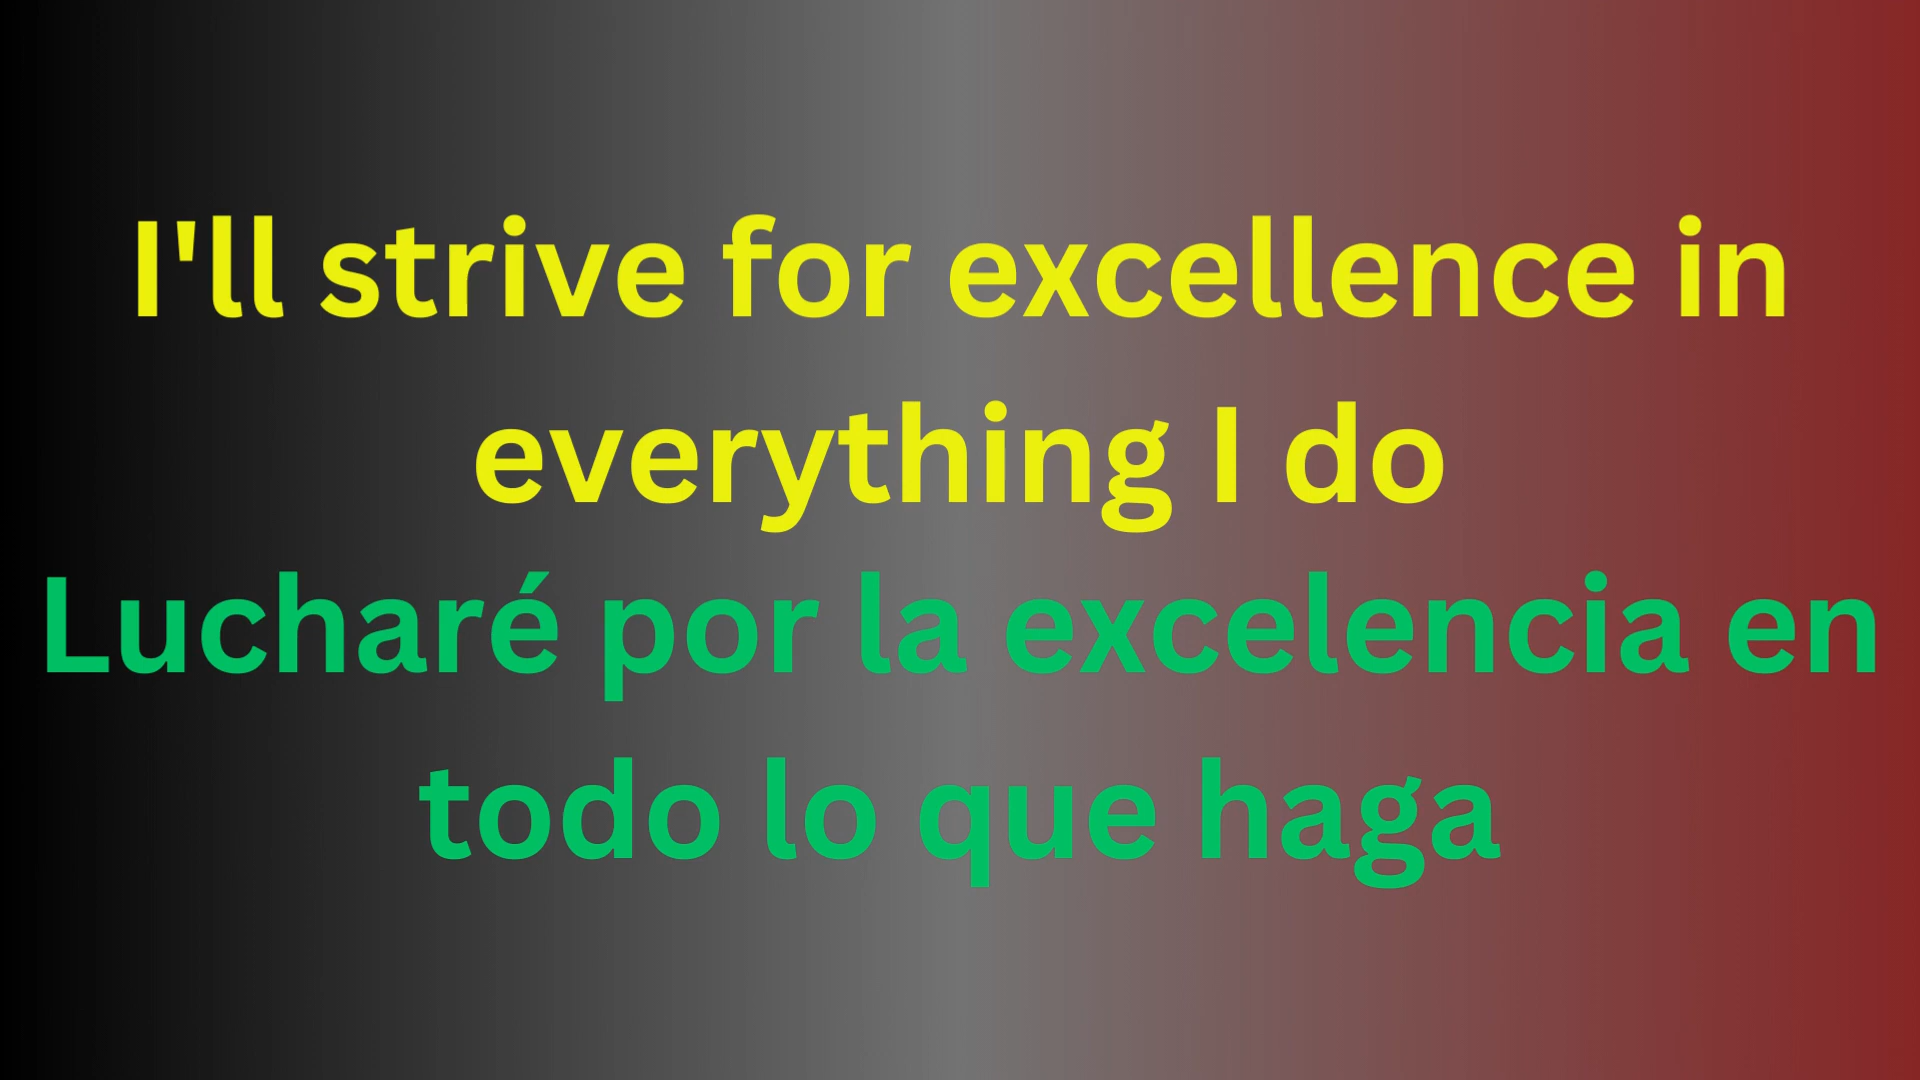 I'll strive for excellence in
everything I do
Lucharé por la excelencia en
todo lo que haga